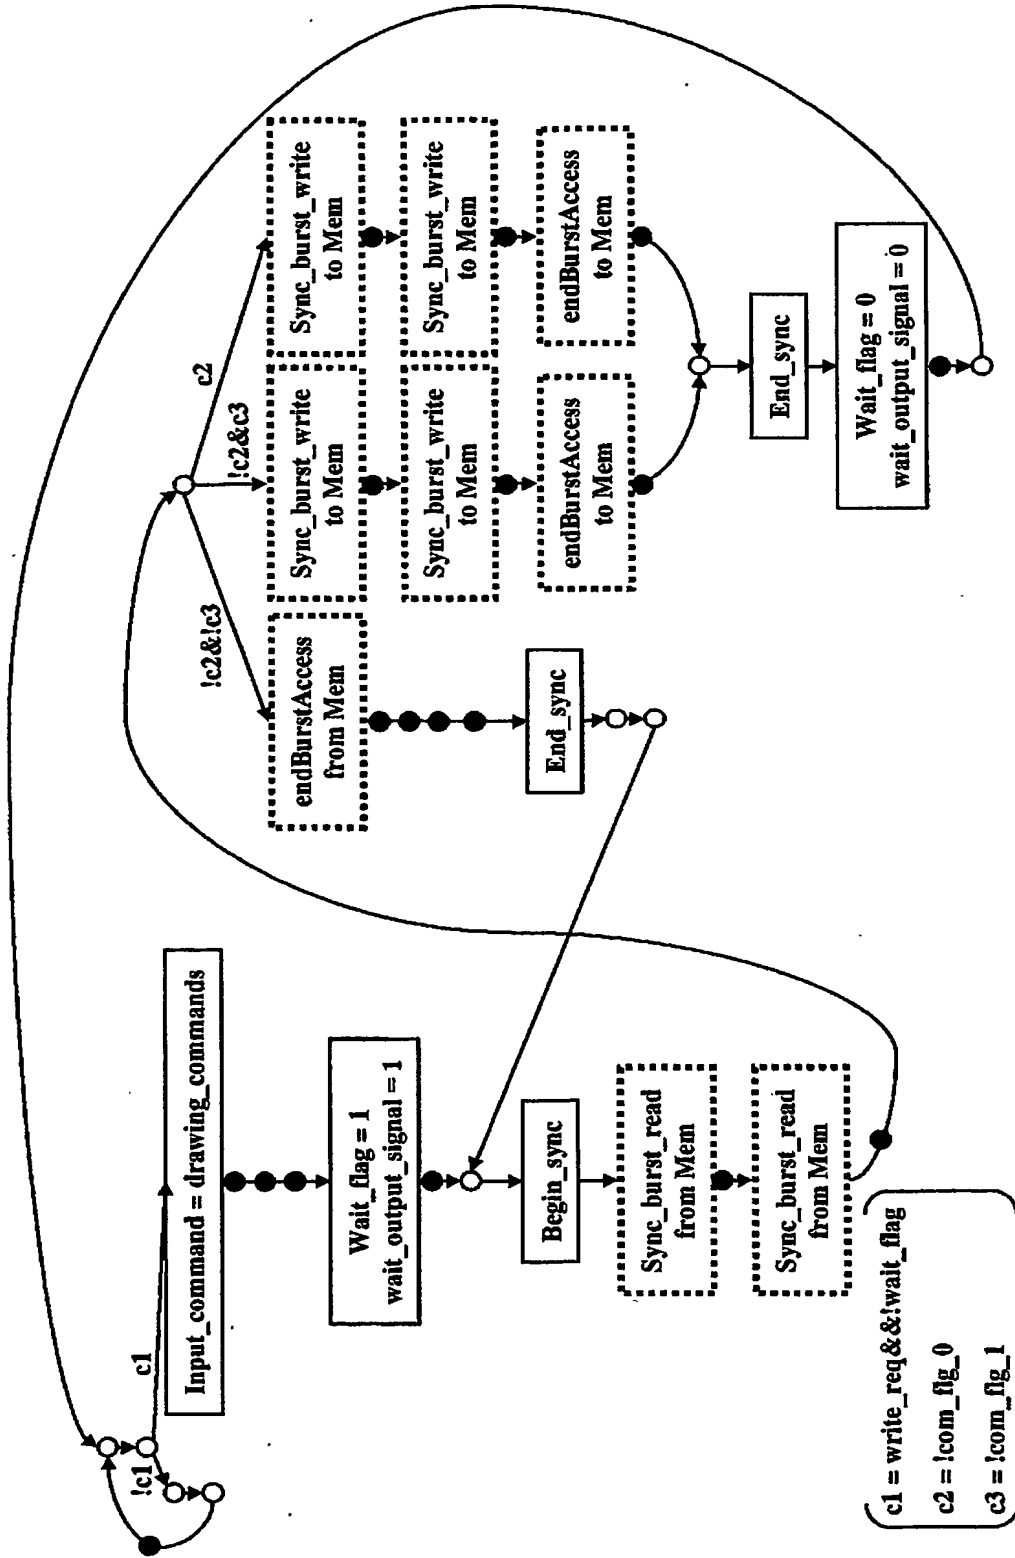 !c1
c1
Input_command = drawing_commands
Wait_flag = 1
wait_output_signal = 1
Begin_sync
Sync_burst_read
from Mem
Sync_burst_read
from Mem
!c2&!c3
!c2&c3
c2
endBurstAccess
from Mem
End_sync
Sync_burst_write
to Mem
Sync_burst_write
to Mem
endBurstAccess
to Mem
Sync_burst_write
to Mem
Sync_burst_write
to Mem
endBurstAccess
to Mem
End_sync
Wait_flag = 0
wait_output_signal = 0
c1 = write_req&&!wait_flag
c2 = !com_flg_0
c3 = !com_flg_1